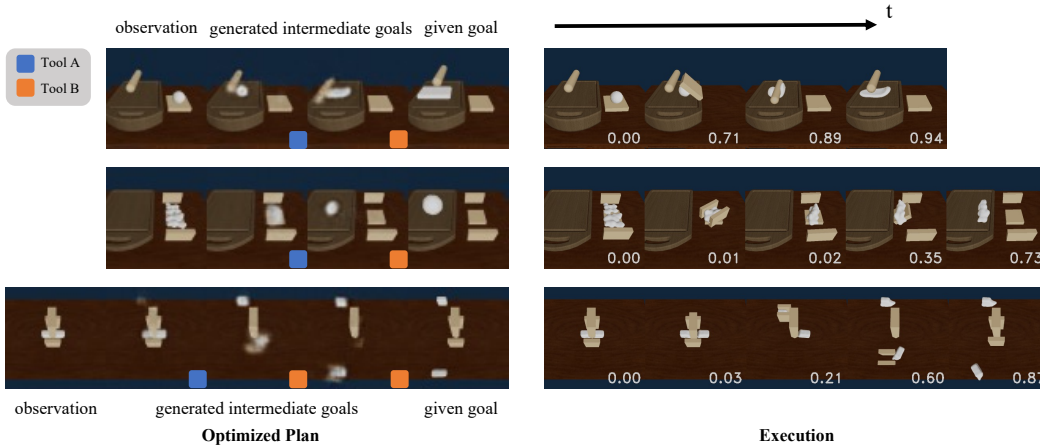 observation generated intermediate goals given goal
t
Tool A
Tool B
0.00 0.71 0.89 0.94
0.00 0.01 0.02 0.35 0.73
0.00 0.03 0.21 0.60 0.87
observation generated intermediate goals given goal
Optimized Plan Execution